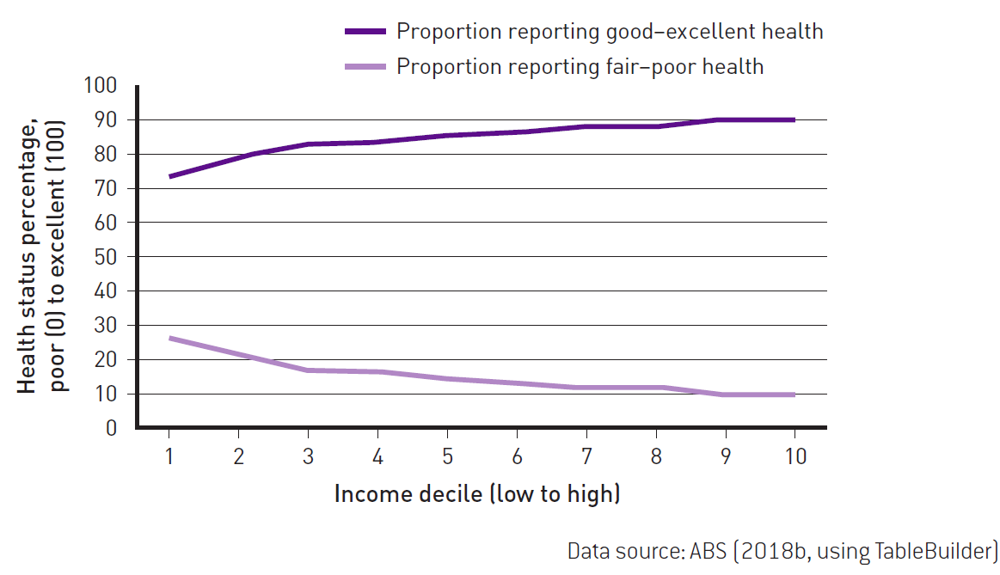 Proportion reporting good–excellent health
Proportion reporting fair–poor health
Health status percentage,
poor (0) to excellent (100)
100
90
80
70
60
50
40
30
20
10
0
1 2 3 4 5 6 7 8 9 10
Income decile (low to high)
Data source: ABS (2018b, using TableBuilder)